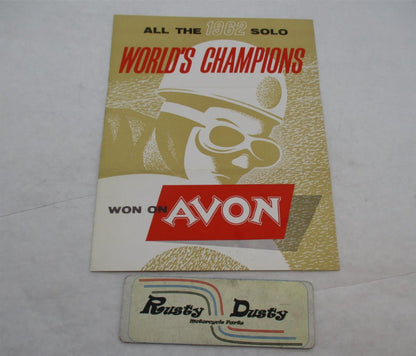 ALL THE 1962 SOLO
WORLD'S CHAMPIONS
WON ON AVON
Rusty Dusty
Motorcycle Parts